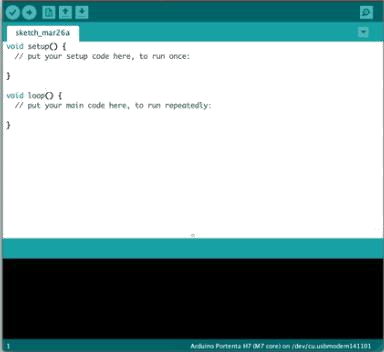 sketch_mar26a
void setup() {
  // put your setup code here, to run once:
}
void loop() {
  // put your main code here, to run repeatedly:
}
1 Arduino Portenta H7 (M7 core) on /dev/cu.usbmodem141101